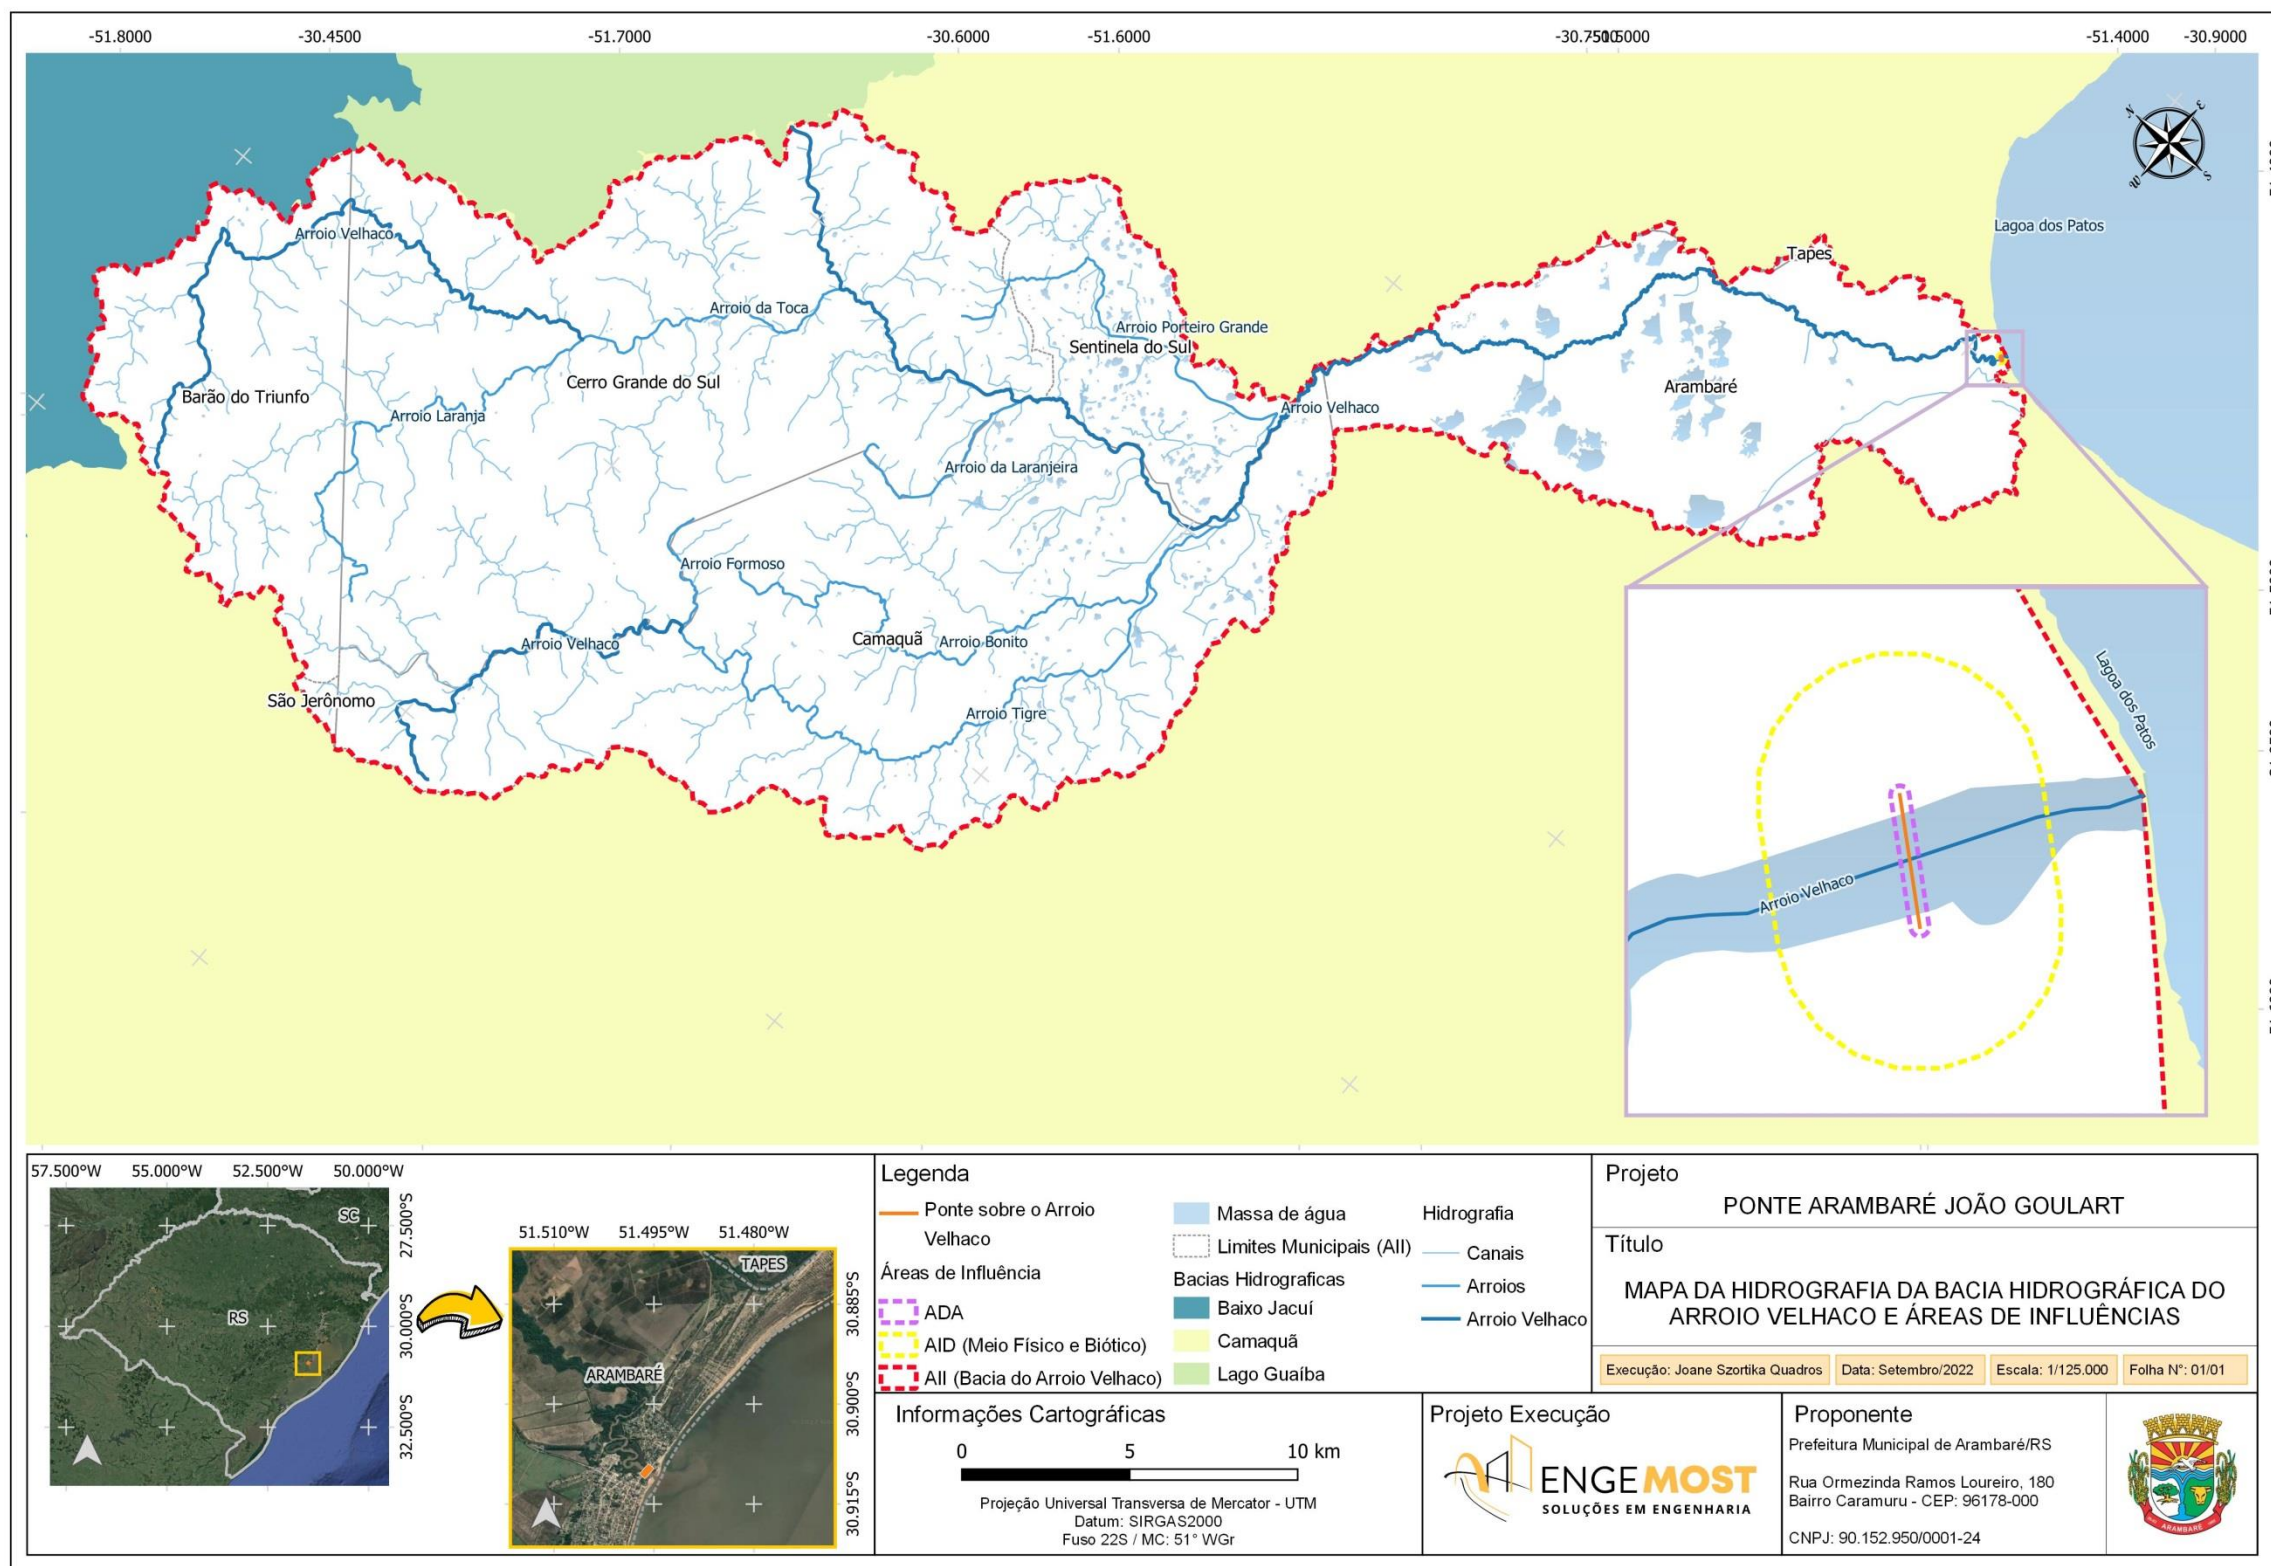 -51.8000 -30.4500 -51.7000 -30.6000 -51.6000 -51.4000 -30.9000
N E
W S
Lagoa dos Patos
Arroio Velhaco
Tapes
Arroio da Toca
Arroio Porteiro Grande
Sentinela do Sul
Cerro Grande do Sul
Barão do Triunfo
Arambaré
Arroio Laranja
Arroio Velhaco
Arroio da Laranjeira
Arroio Formoso
Arroio Velhaco
Camaquã
Arroio Bonito
São Jerônomo
Arroio Tigre
Lagoa dos Patos
Arroio Velhaco
57.500°W 55.000°W 52.500°W 50.000°W
SC
RS
27.500°S
30.000°S
32.500°S
51.510°W 51.495°W 51.480°W
TAPES
ARAMBARÉ
30.885°S
30.900°S
30.915°S
Legenda
Ponte sobre o Arroio
Velhaco
Áreas de Influência
ADA
AID (Meio Físico e Biótico)
AII (Bacia do Arroio Velhaco)
Massa de água
Limites Municipais (AII)
Bacias Hidrograficas
Baixo Jacuí
Camaquã
Lago Guaíba
Hidrografia
Canais
Arroios
Arroio Velhaco
Projeto
PONTE ARAMBARÉ JOÃO GOULART
Título
MAPA DA HIDROGRAFIA DA BACIA HIDROGRÁFICA DO
ARROIO VELHACO E ÁREAS DE INFLUÊNCIAS
Execução: Joane Szortika Quadros Data: Setembro/2022 Escala: 1/125.000 Folha N°: 01/01
Informações Cartográficas
0 5 10 km
Projeção Universal Transversa de Mercator - UTM
Datum: SIRGAS2000
Fuso 22S / MC: 51° WGr
Projeto Execução
ENGEMOST
SOLUÇÕES EM ENGENHARIA
Proponente
Prefeitura Municipal de Arambaré/RS
Rua Ormezinda Ramos Loureiro, 180
Bairro Caramuru - CEP: 96178-000
CNPJ: 90.152.950/0001-24
ARAMBARÉ